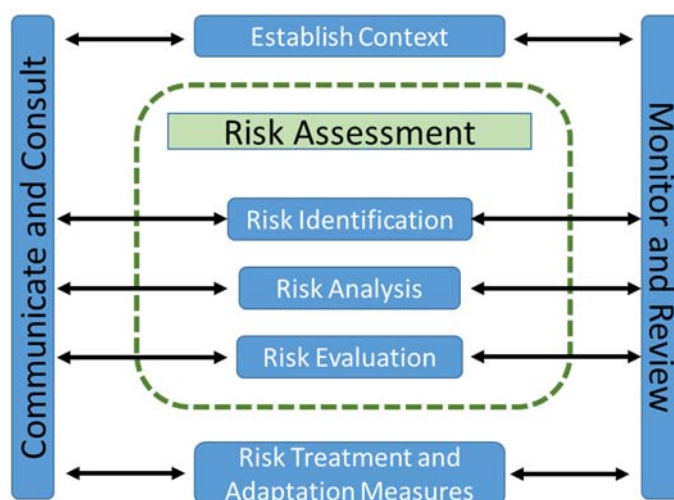 Communicate and Consult
Establish Context
Risk Assessment
Risk Identification
Risk Analysis
Risk Evaluation
Risk Treatment and
Adaptation Measures
Monitor and Review